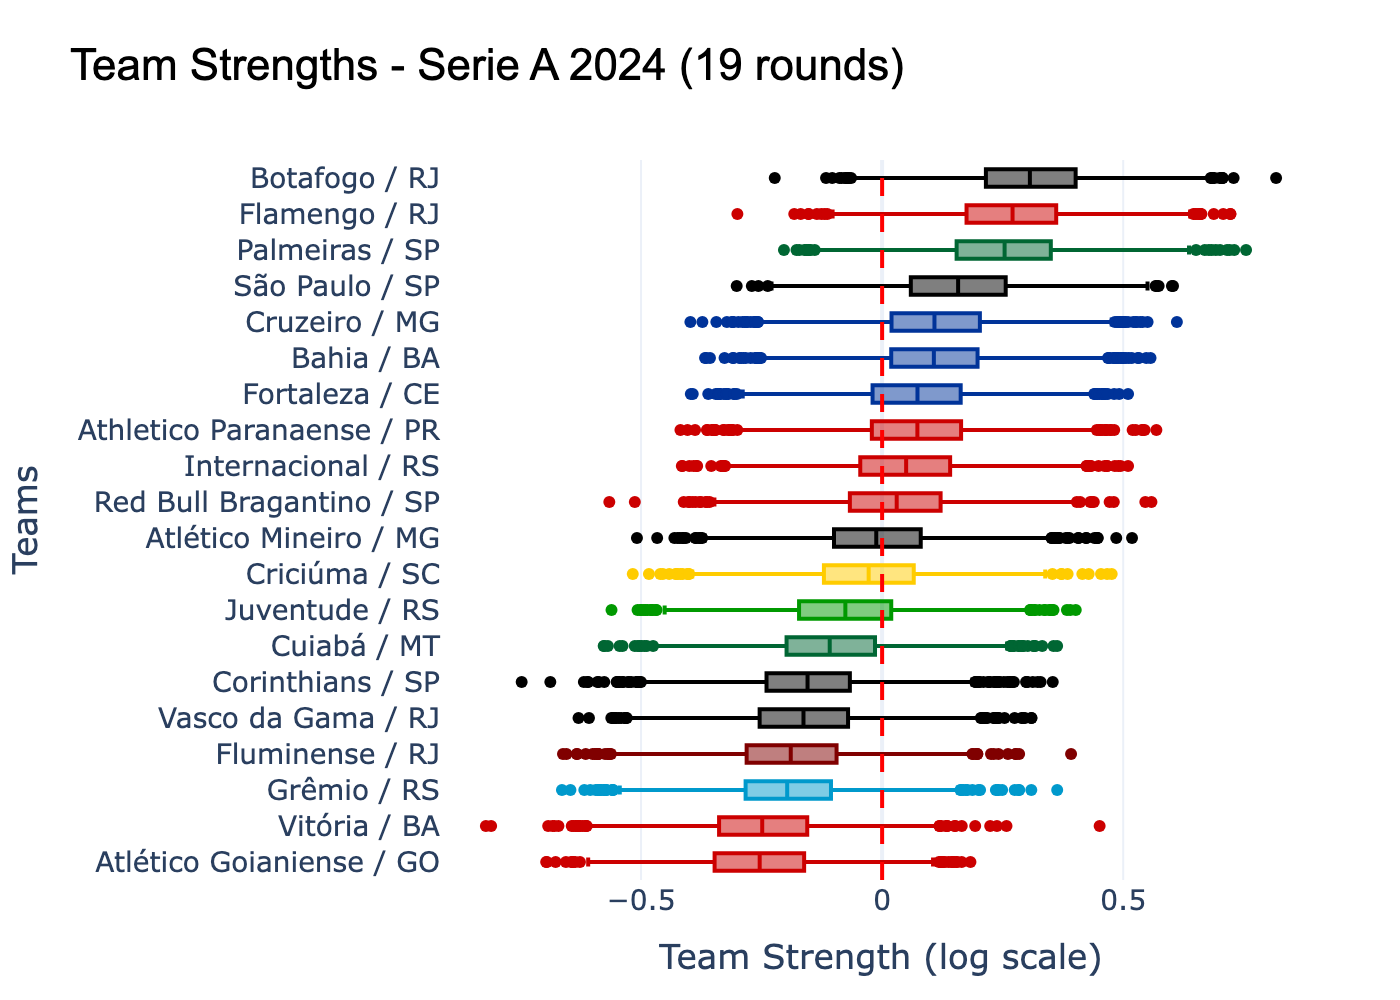 Team Strengths - Serie A 2024 (19 rounds)
Teams
Botafogo / RJ
Flamengo / RJ
Palmeiras / SP
São Paulo / SP
Cruzeiro / MG
Bahia / BA
Fortaleza / CE
Athletico Paranaense / PR
Internacional / RS
Red Bull Bragantino / SP
Atlético Mineiro / MG
Criciúma / SC
Juventude / RS
Cuiabá / MT
Corinthians / SP
Vasco da Gama / RJ
Fluminense / RJ
Grêmio / RS
Vitória / BA
Atlético Goianiense / GO
−0.5 0 0.5
Team Strength (log scale)